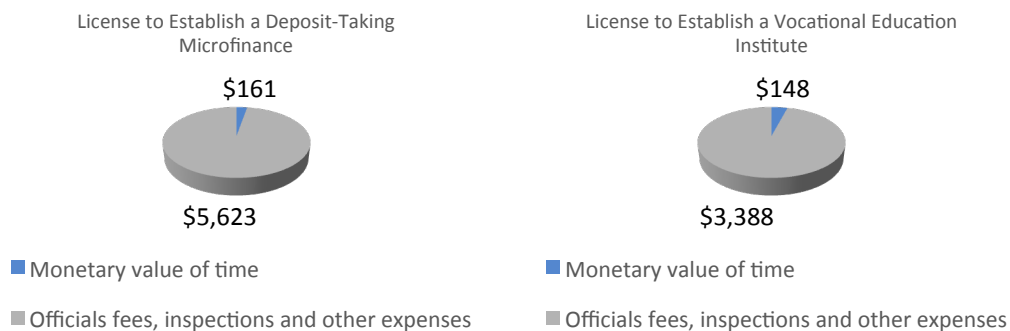 License to Establish a Deposit-Taking
Microfinance
$161
$5,623
Monetary value of time
Officials fees, inspections and other expenses
License to Establish a Vocational Education
Institute
$148
$3,388
Monetary value of time
Officials fees, inspections and other expenses